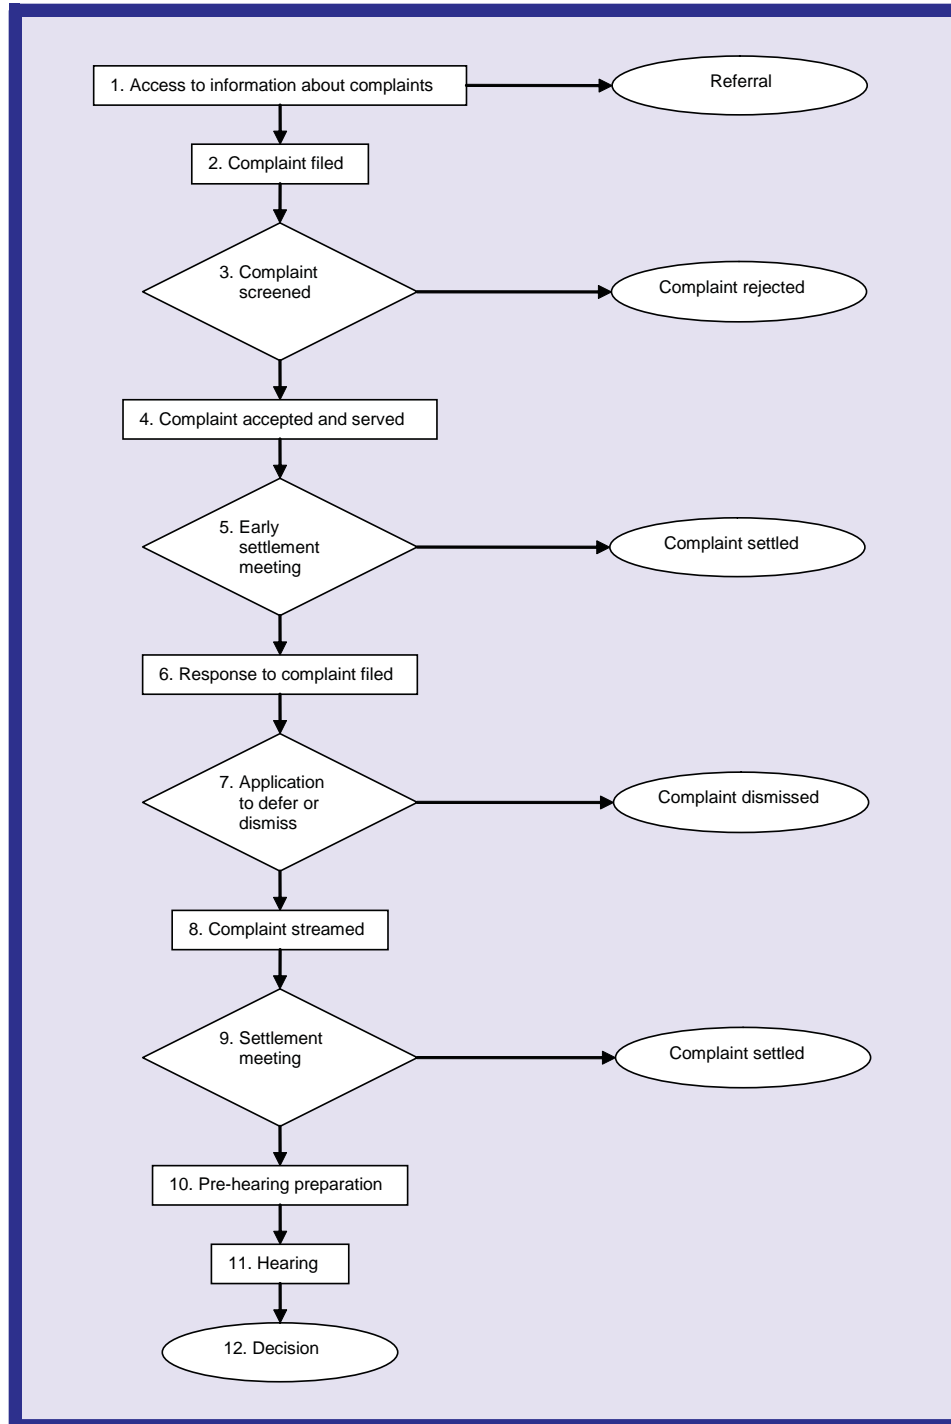 1. Access to information about complaints
Referral
2. Complaint filed
3. Complaint
screened
Complaint rejected
4. Complaint accepted and served
5. Early
settlement
meeting
Complaint settled
6. Response to complaint filed
7. Application
to defer or
dismiss
Complaint dismissed
8. Complaint streamed
9. Settlement
meeting
Complaint settled
10. Pre-hearing preparation
11. Hearing
12. Decision